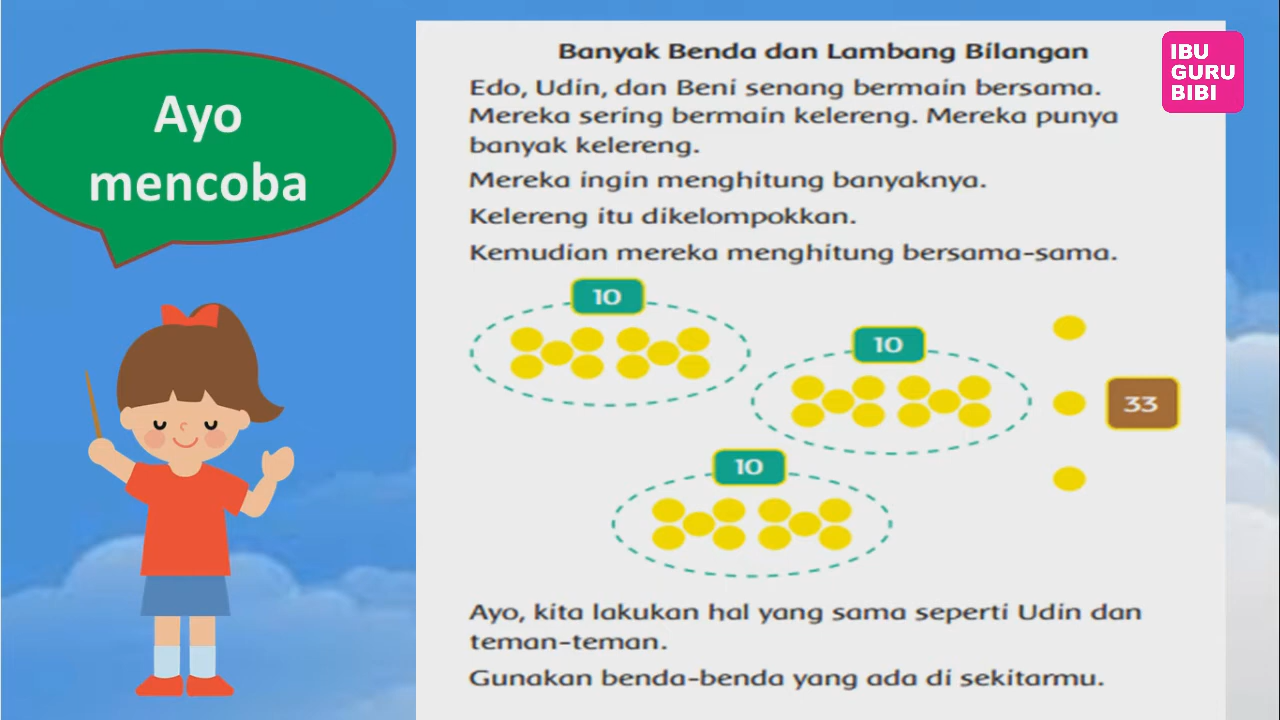 Ayo
mencoba
IBU
GURU
BIBI
Banyak Benda dan Lambang Bilangan
Edo, Udin, dan Beni senang bermain bersama.
Mereka sering bermain kelereng. Mereka punya
banyak kelereng.
Mereka ingin menghitung banyaknya.
Kelereng itu dikelompokkan.
Kemudian mereka menghitung bersama-sama.
10
10
33
10
Ayo, kita lakukan hal yang sama seperti Udin dan
teman-teman.
Gunakan benda-benda yang ada di sekitarmu.